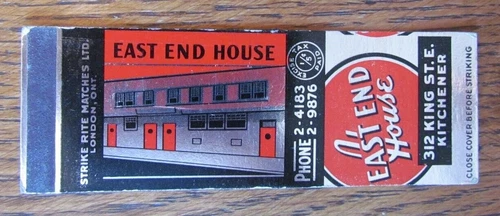 STRIKE RITE MATCHES LTD.
LONDON, ONT.
EAST END HOUSE
EXCISE TAX
PAID
PHONE 2-4183
2-9876
EAST END
House
312 KING ST. E.
KITCHENER
CLOSE COVER BEFORE STRIKING